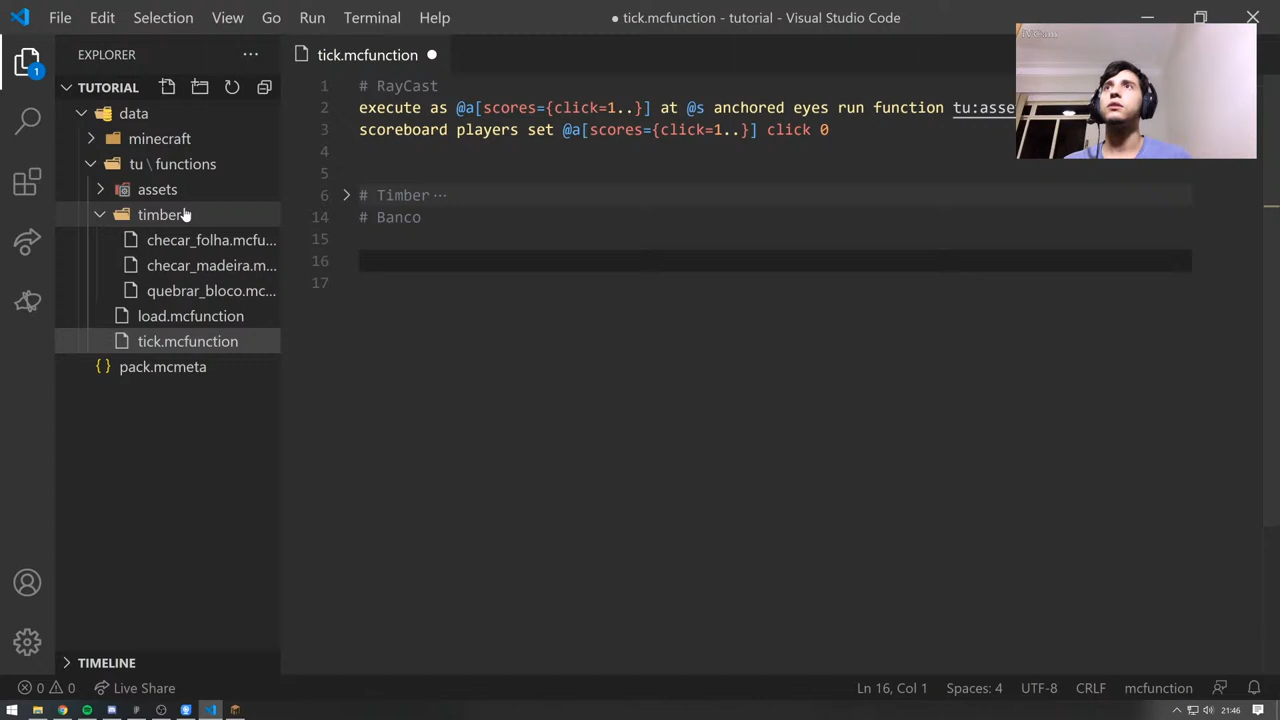 File Edit Selection View Go Run Terminal Help
● tick.mcfunction - tutorial - Visual Studio Code
EXPLORER ···
1
TUTORIAL
data
minecraft
tu \ functions
assets
timber
checar_folha.mcfu...
checar_madeira.m...
quebrar_bloco.mc...
load.mcfunction
tick.mcfunction
pack.mcmeta
TIMELINE
tick.mcfunction ●
1 # RayCast
2 execute as @a[scores={click=1..}] at @s anchored eyes run function tu:asse
3 scoreboard players set @a[scores={click=1..}] click 0
4
5
6 # Timber ···
14 # Banco
15
16
17
0 0 Live Share
Ln 16, Col 1 Spaces: 4 UTF-8 CRLF mcfunction
21:46